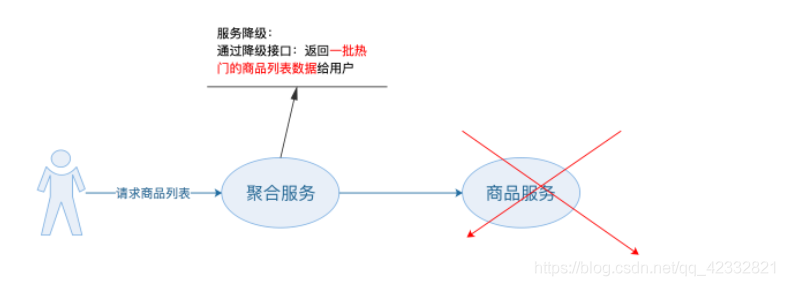 服务降级：
通过降级接口：返回一批热
门的商品列表数据给用户
请求商品列表
聚合服务
商品服务
https://blog.csdn.net/qq_42332821